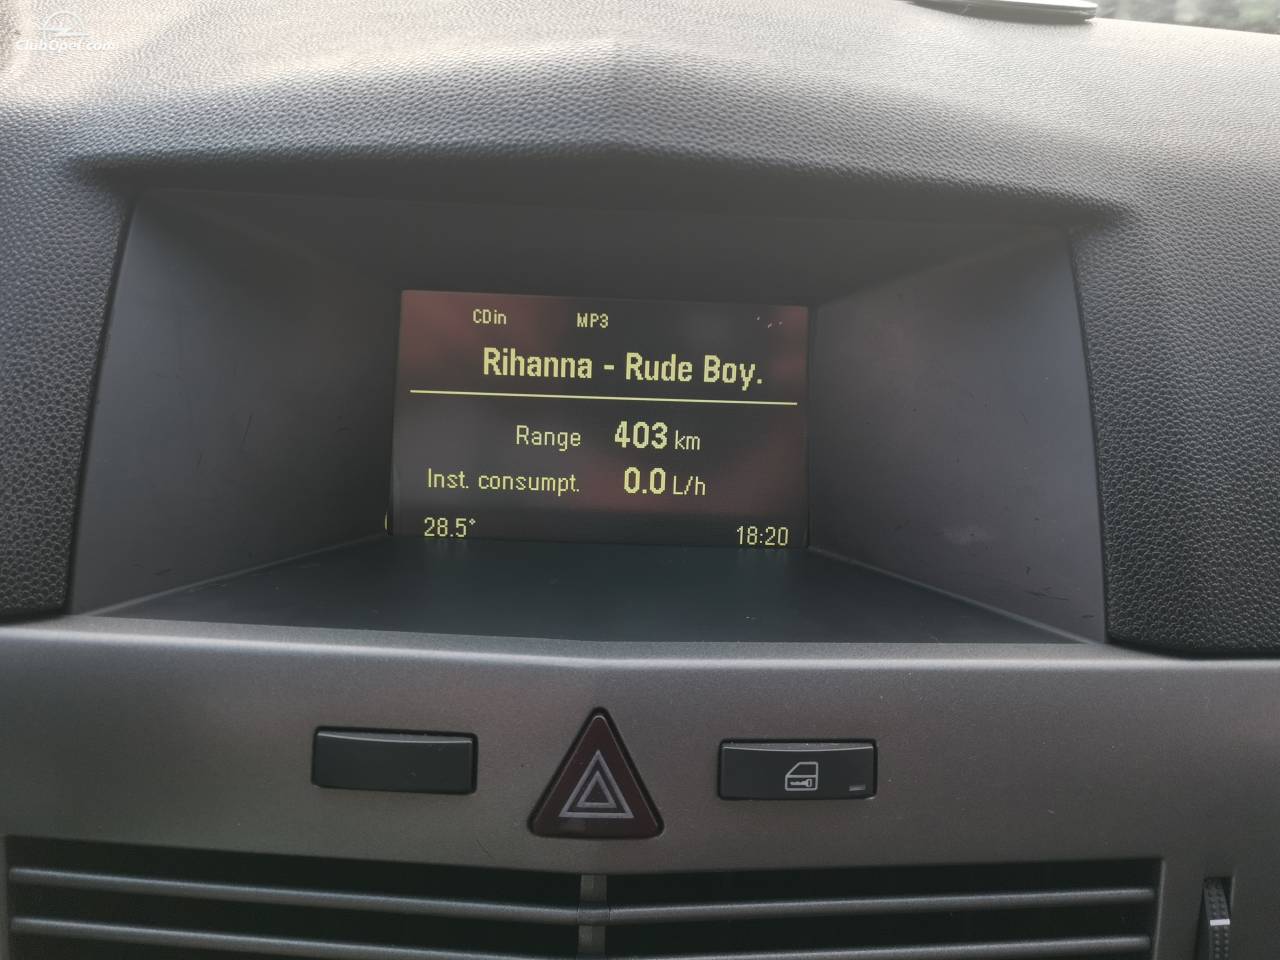 ClubOpel.com
CDin MP3
Rihanna - Rude Boy.
Range 403 km
Inst. consumpt. 0.0 L/h
28.5° 18:20